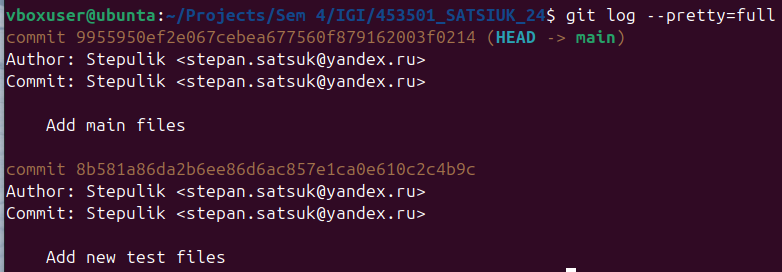 vboxuser@ubuntu:~/Projects/Sem 4/IGI/453501_SATSIUK_24$ git log --pretty=full
commit 9955950ef2e067cebea677560f879162003f0214 (HEAD -> main)
Author: Stepulik <stepan.satsuk@yandex.ru>
Commit: Stepulik <stepan.satsuk@yandex.ru>
Add main files
commit 8b581a86da2b6ee86d6ac857e1ca0e610c2c4b9c
Author: Stepulik <stepan.satsuk@yandex.ru>
Commit: Stepulik <stepan.satsuk@yandex.ru>
Add new test files